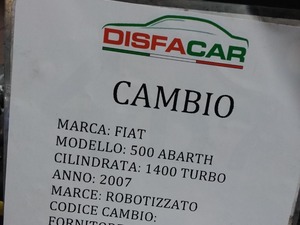 DISFACAR
CAMBIO
MARCA: FIAT
MODELLO: 500 ABARTH
CILINDRATA: 1400 TURBO
ANNO: 2007
MARCE: ROBOTIZZATO
CODICE CAMBIO: